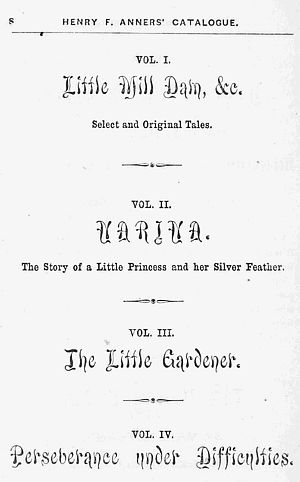 8 HENRY F. ANNERS' CATALOGUE.
VOL. I.
Little Mill Dam, &c.
Select and Original Tales.
VOL. II.
VARIVA.
The Story of a Little Princess and her Silver Feather.
VOL. III.
The Little Gardener.
VOL. IV.
Perseverance under Difficulties.